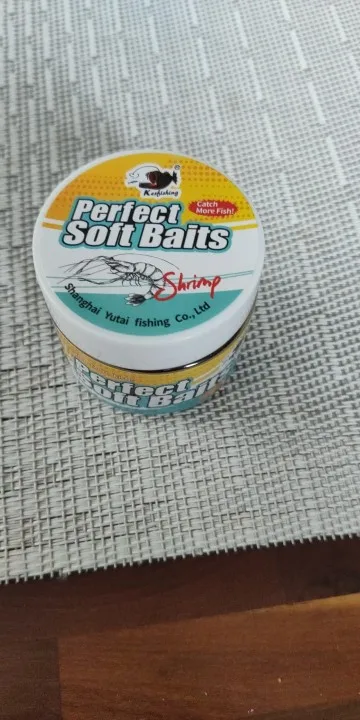 Kesfishing
Perfect
Soft Baits
Catch
More Fish!
Shrimp
Shanghai Yutai fishing Co.,Ltd
Perfect
Soft Baits